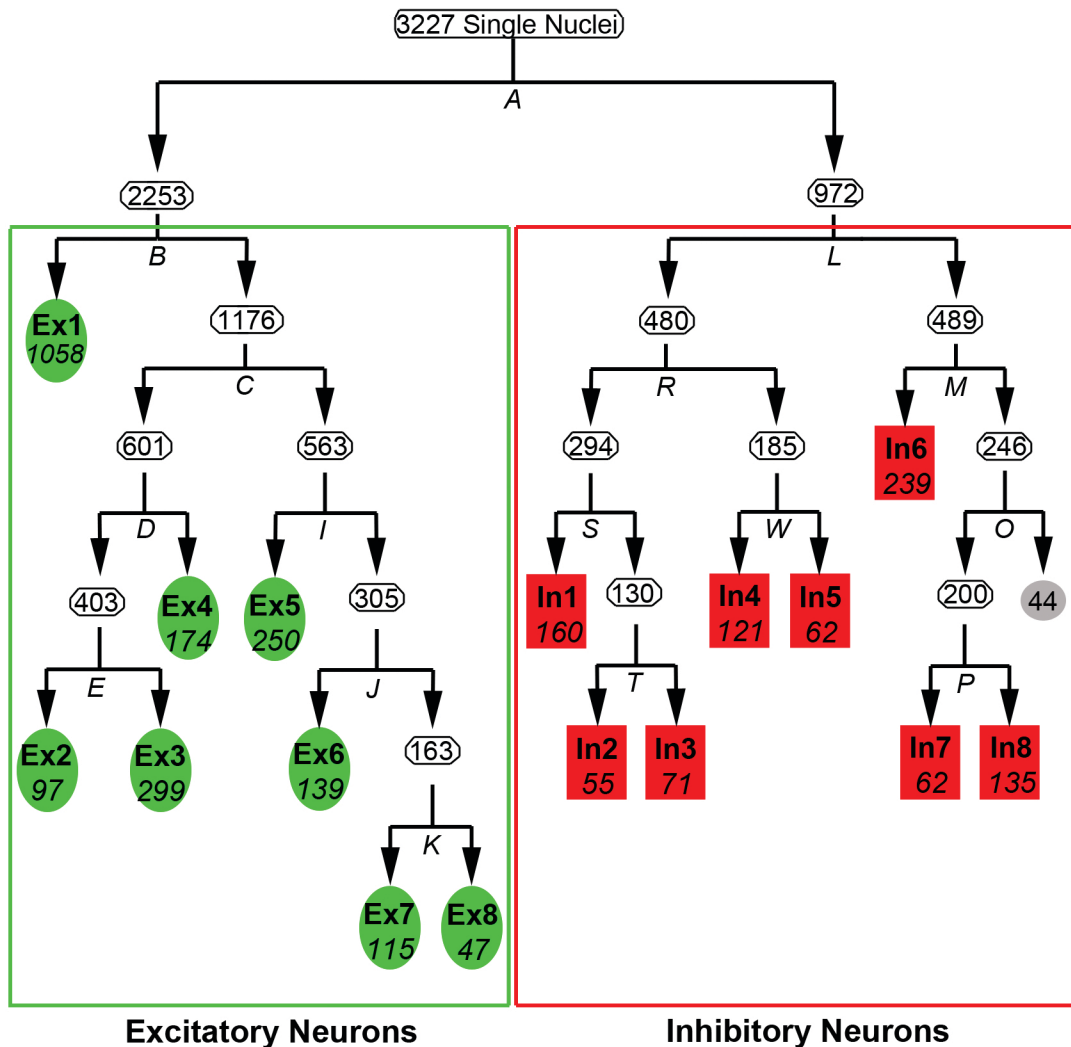 3227 Single Nuclei
A
2253
972
B
L
Ex1
1058
1176
480
489
C
R
M
601
563
294
185
In6
239
246
D
I
S
W
O
403
Ex4
174
Ex5
250
305
In1
160
130
In4
121
In5
62
200
44
E
J
T
P
Ex2
97
Ex3
299
Ex6
139
163
In2
55
In3
71
In7
62
In8
135
K
Ex7
115
Ex8
47
Excitatory Neurons
Inhibitory Neurons